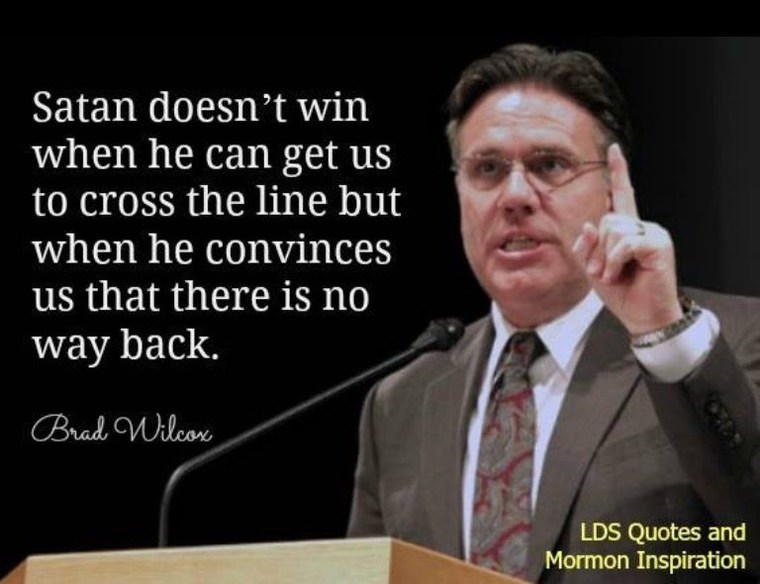 Satan doesn’t win
when he can get us
to cross the line but
when he convinces
us that there is no
way back.
Brad Wilcox
LDS Quotes and
Mormon Inspiration